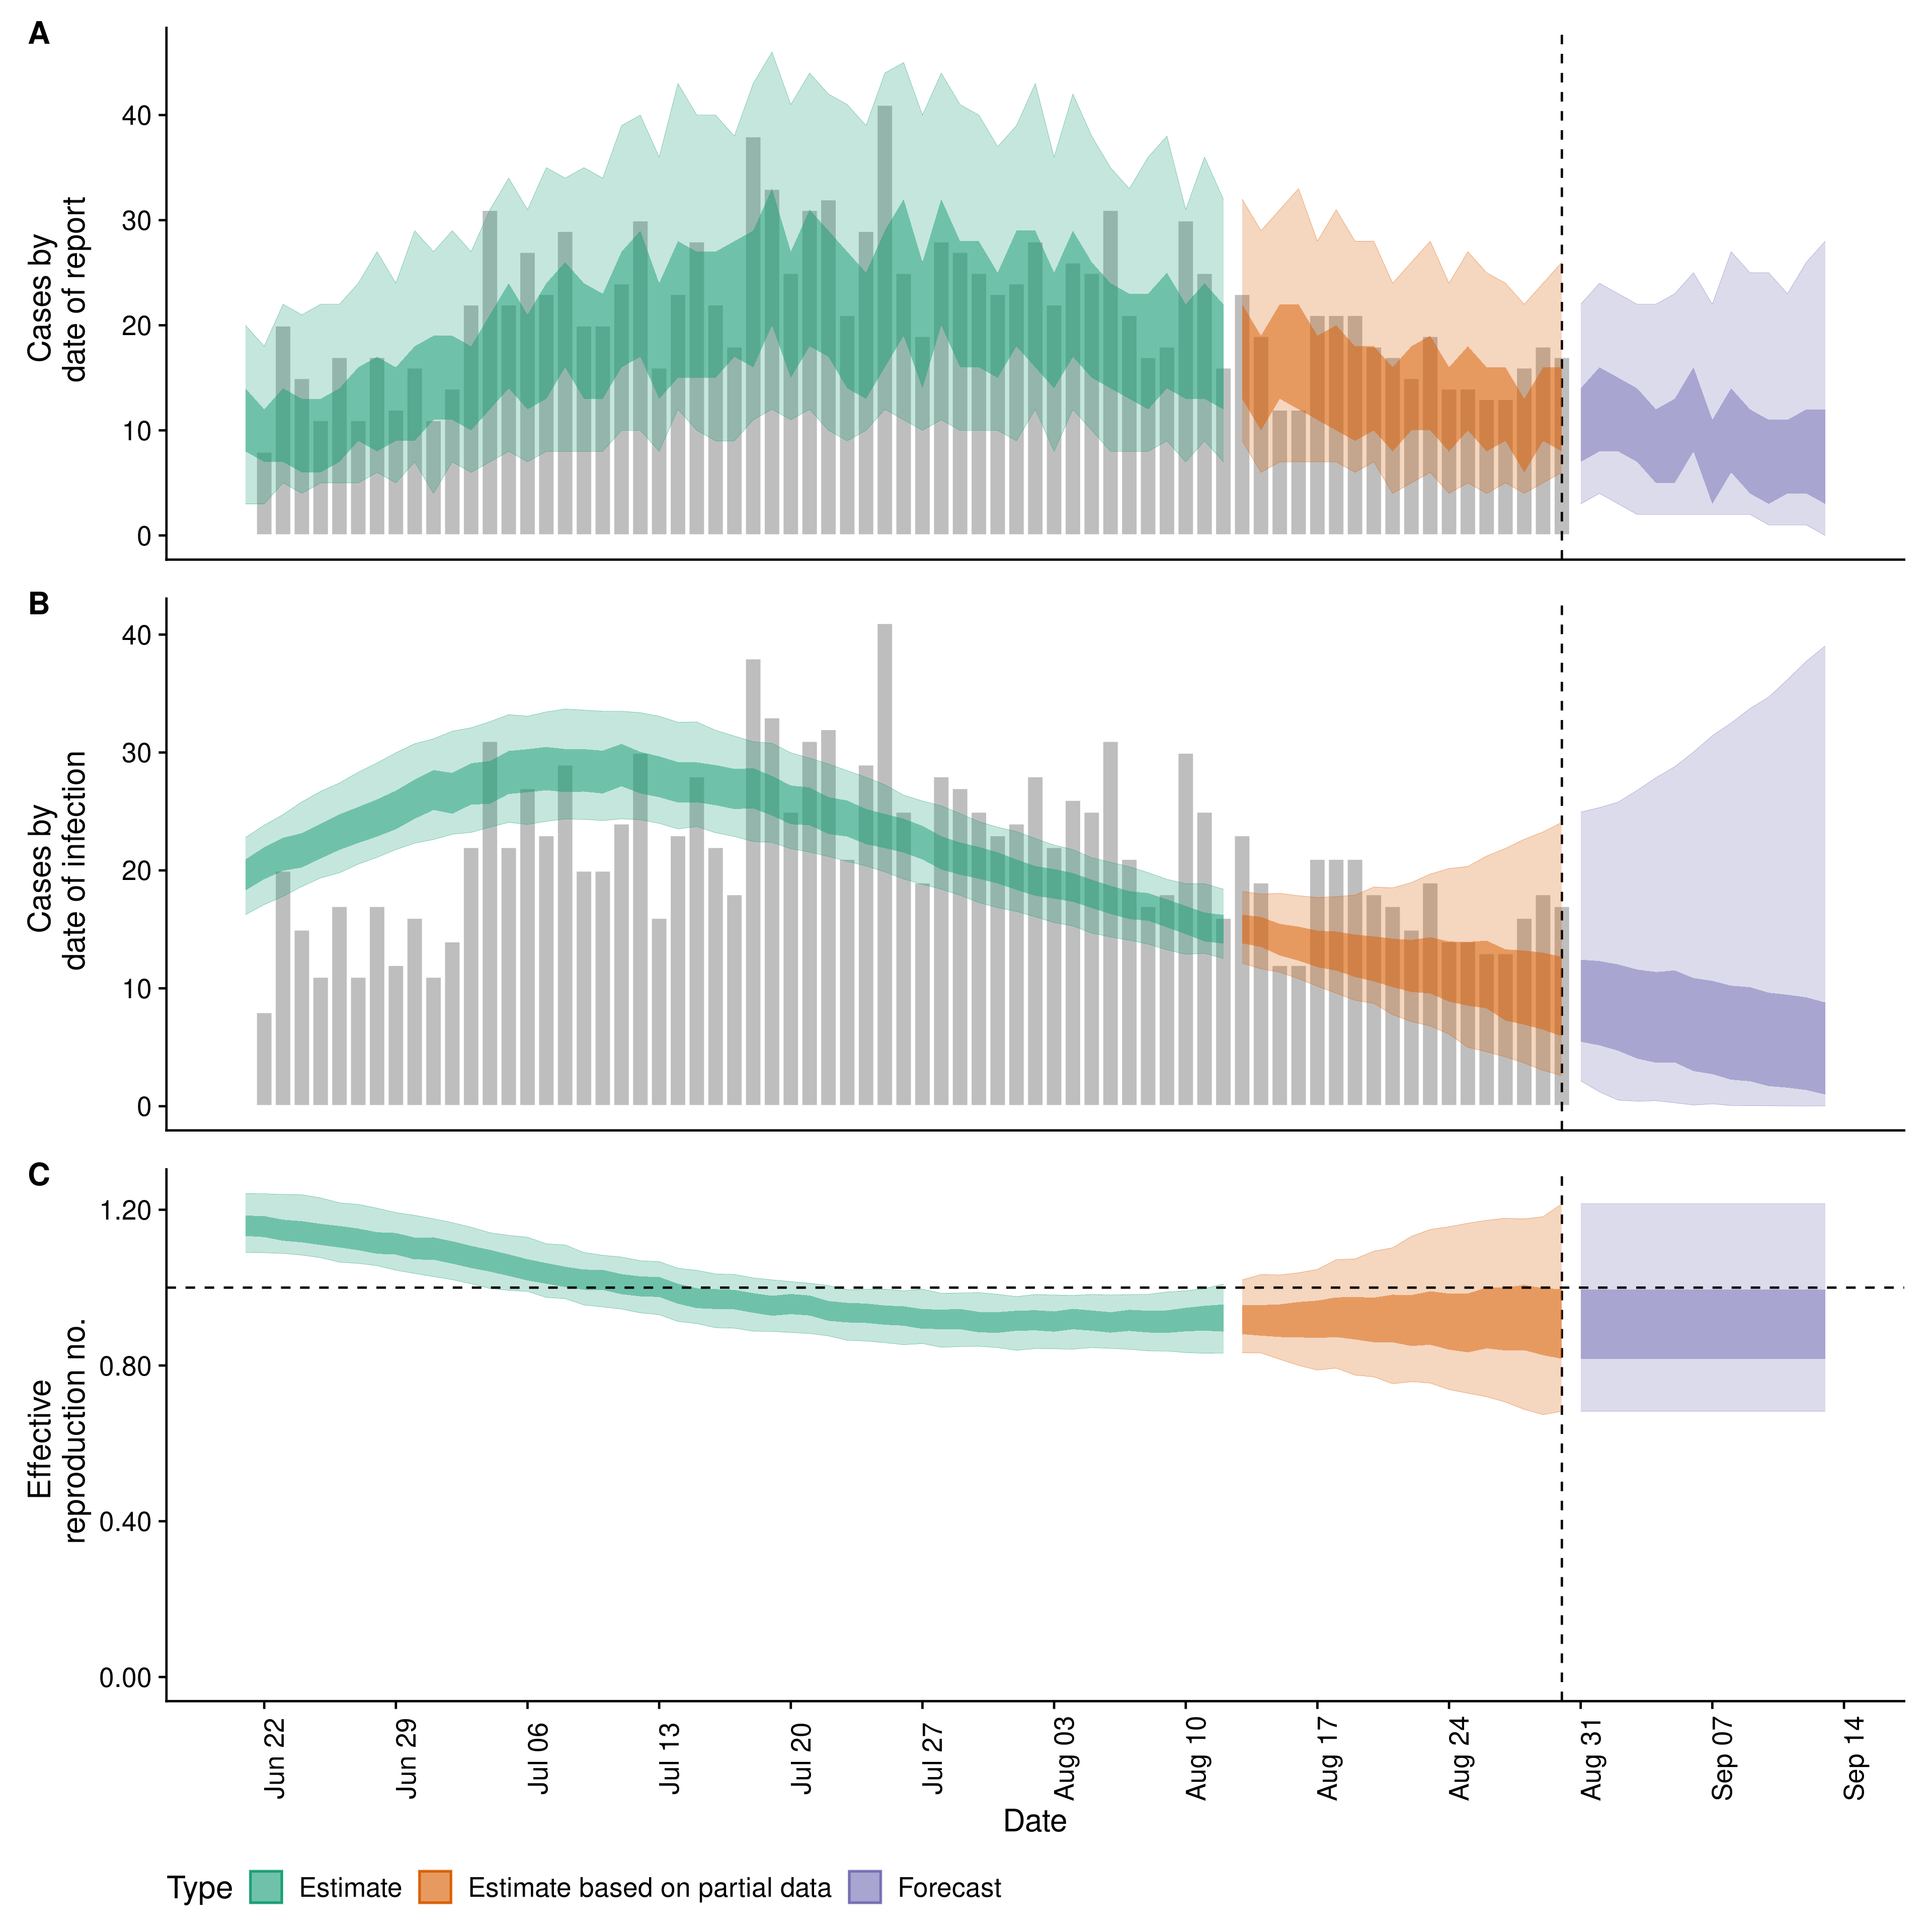 A
Cases by
date of report
40
30
20
10
0
B
Cases by
date of infection
40
30
20
10
0
C
Effective
reproduction no.
1.20
0.80
0.40
0.00
Jun 22
Jun 29
Jul 06
Jul 13
Jul 20
Jul 27
Aug 03
Aug 10
Aug 17
Aug 24
Aug 31
Sep 07
Sep 14
Date
Type Estimate Estimate based on partial data Forecast